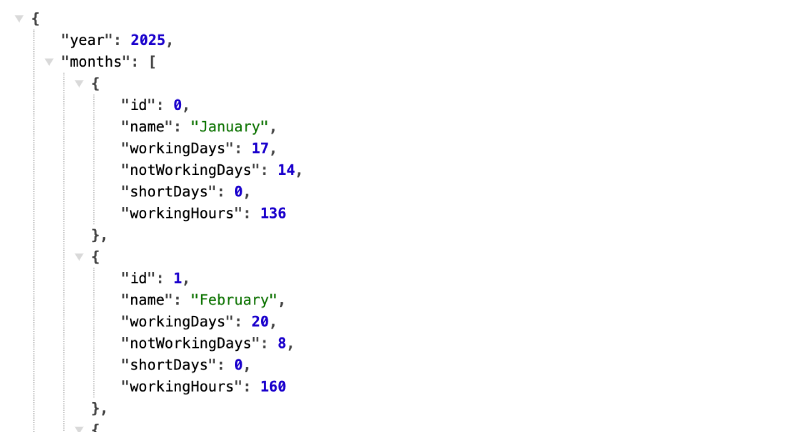 {
"year": 2025,
"months": [
{
"id": 0,
"name": "January",
"workingDays": 17,
"notWorkingDays": 14,
"shortDays": 0,
"workingHours": 136
},
{
"id": 1,
"name": "February",
"workingDays": 20,
"notWorkingDays": 8,
"shortDays": 0,
"workingHours": 160
},
{